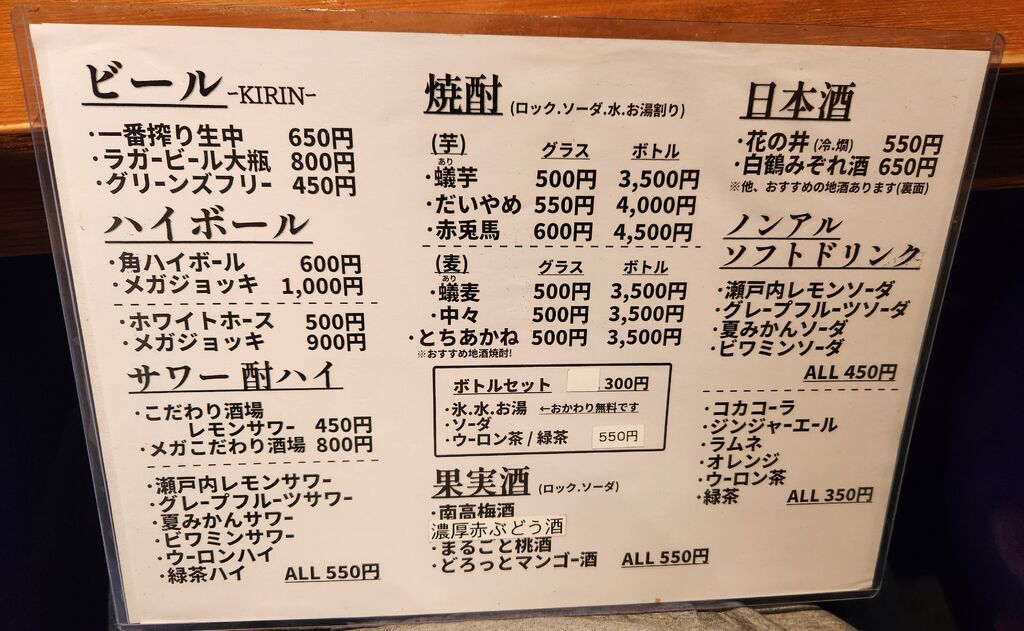 ビール -KIRIN-
・一番搾り生中 650円
・ラガービール大瓶 800円
・グリーンズフリー 450円
ハイボール
・角ハイボール 600円
・メガジョッキ 1,000円
・ホワイトホース 500円
・メガジョッキ 900円
サワー 酎ハイ
・こだわり酒場
レモンサワー 450円
・メガこだわり酒場 800円
・瀬戸内レモンサワー
・グレープフルーツサワー
・夏みかんサワー
・ビワミンサワー
・ウーロンハイ
・緑茶ハイ ALL 550円
焼酎 (ロック.ソーダ.水.お湯割り)
(芋) グラス ボトル
あり
・蟻芋 500円 3,500円
・だいやめ 550円 4,000円
・赤兎馬 600円 4,500円
(麦) グラス ボトル
あり
・蟻麦 500円 3,500円
・中々 500円 3,500円
・とちあかね 500円 3,500円
※おすすめ地酒焼酎!
ボトルセット 300円
・氷.水.お湯 ←おかわり無料です
・ソーダ
・ウーロン茶 / 緑茶 550円
果実酒 (ロック.ソーダ)
・南高梅酒
濃厚赤ぶどう酒
・まるごと桃酒
・どろっとマンゴー酒 ALL 550円
日本酒
・花の井 (冷.燗) 550円
・白鶴みぞれ酒 650円
※他、おすすめの地酒あります(裏面)
ノンアル
ソフトドリンク
・瀬戸内レモンソーダ
・グレープフルーツソーダ
・夏みかんソーダ
・ビワミンソーダ
ALL 450円
・コカコーラ
・ジンジャーエール
・ラムネ
・オレンジ
・ウーロン茶
・緑茶 ALL 350円